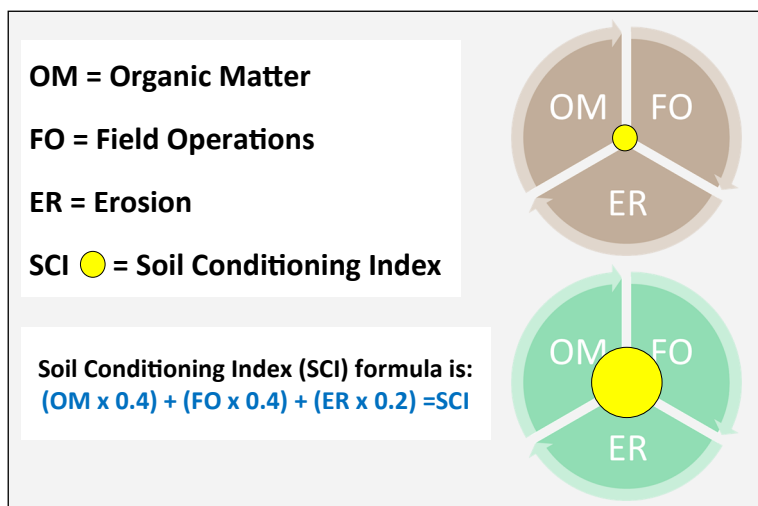 OM = Organic Matter
FO = Field Operations
ER = Erosion
SCI = Soil Conditioning Index
Soil Conditioning Index (SCI) formula is:
(OM x 0.4) + (FO x 0.4) + (ER x 0.2) =SCI
OM FO
ER
OM FO
ER